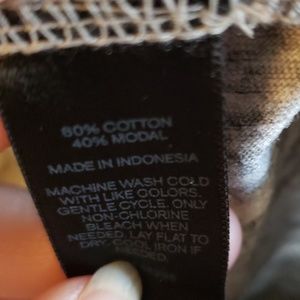 60% COTTON
40% MODAL
MADE IN INDONESIA
MACHINE WASH COLD
WITH LIKE COLORS.
GENTLE CYCLE. ONLY
NON-CHLORINE
BLEACH WHEN
NEEDED. LAY FLAT TO
DRY. COOL IRON IF
NEEDED.